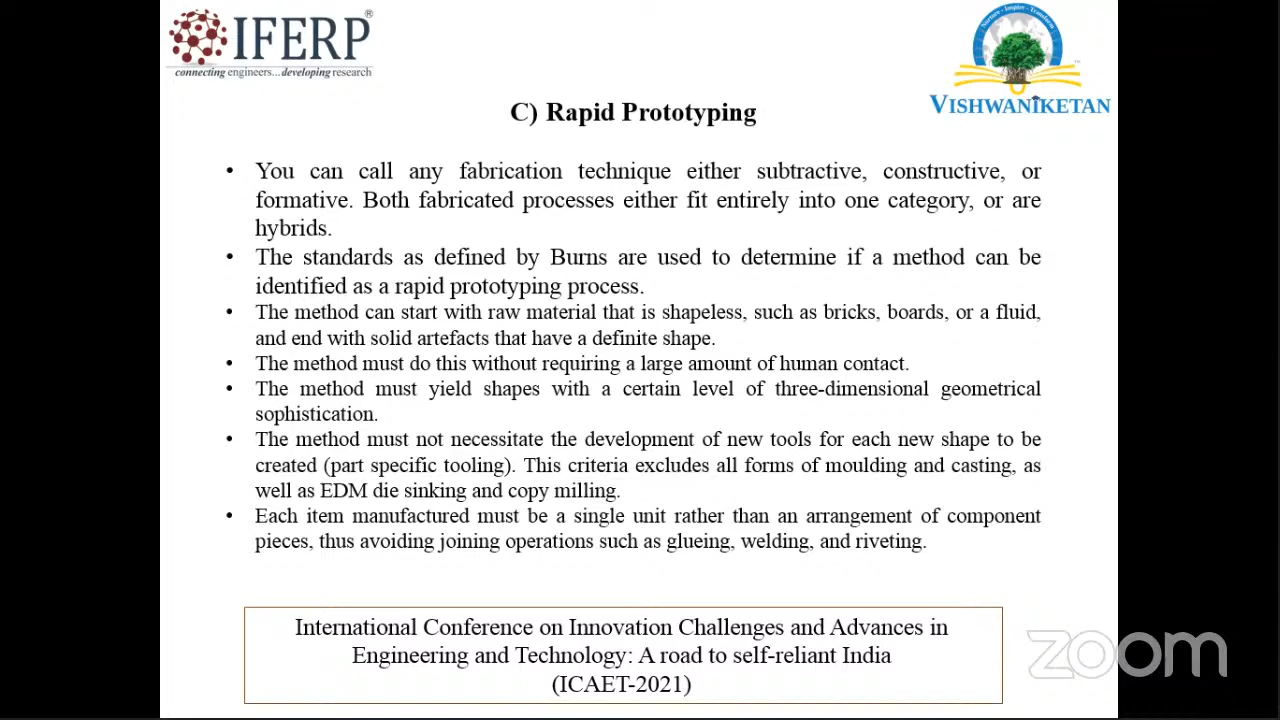 IFERP®
connecting engineers...developing research
Nurture - Inspire - Transform
VISHWANIKETAN
TM
C) Rapid Prototyping
• You can call any fabrication technique either subtractive, constructive, or
formative. Both fabricated processes either fit entirely into one category, or are
hybrids.
• The standards as defined by Burns are used to determine if a method can be
identified as a rapid prototyping process.
• The method can start with raw material that is shapeless, such as bricks, boards, or a fluid,
and end with solid artefacts that have a definite shape.
• The method must do this without requiring a large amount of human contact.
• The method must yield shapes with a certain level of three-dimensional geometrical
sophistication.
• The method must not necessitate the development of new tools for each new shape to be
created (part specific tooling). This criteria excludes all forms of moulding and casting, as
well as EDM die sinking and copy milling.
• Each item manufactured must be a single unit rather than an arrangement of component
pieces, thus avoiding joining operations such as glueing, welding, and riveting.
International Conference on Innovation Challenges and Advances in
Engineering and Technology: A road to self-reliant India
(ICAET-2021)
zoom